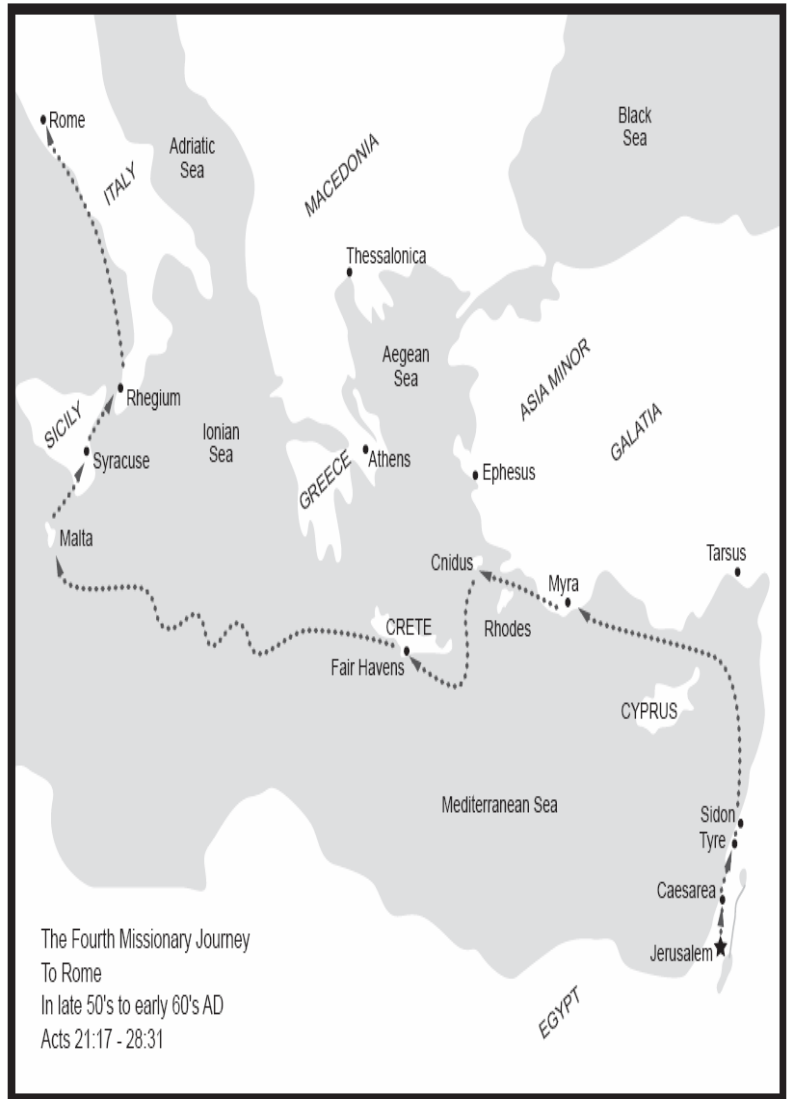 Rome
Adriatic
Sea
Black
Sea
ITALY
MACEDONIA
Thessalonica
Aegean
Sea
ASIA MINOR
Rhegium
SICILY
Ionian
Sea
GALATIA
Syracuse
GREECE
Athens
Ephesus
Malta
Cnidus
Myra
Tarsus
CRETE
Rhodes
Fair Havens
CYPRUS
Mediterranean Sea
Sidon
Tyre
Caesarea
Jerusalem
EGYPT
The Fourth Missionary Journey
To Rome
In late 50's to early 60's AD
Acts 21:17 - 28:31